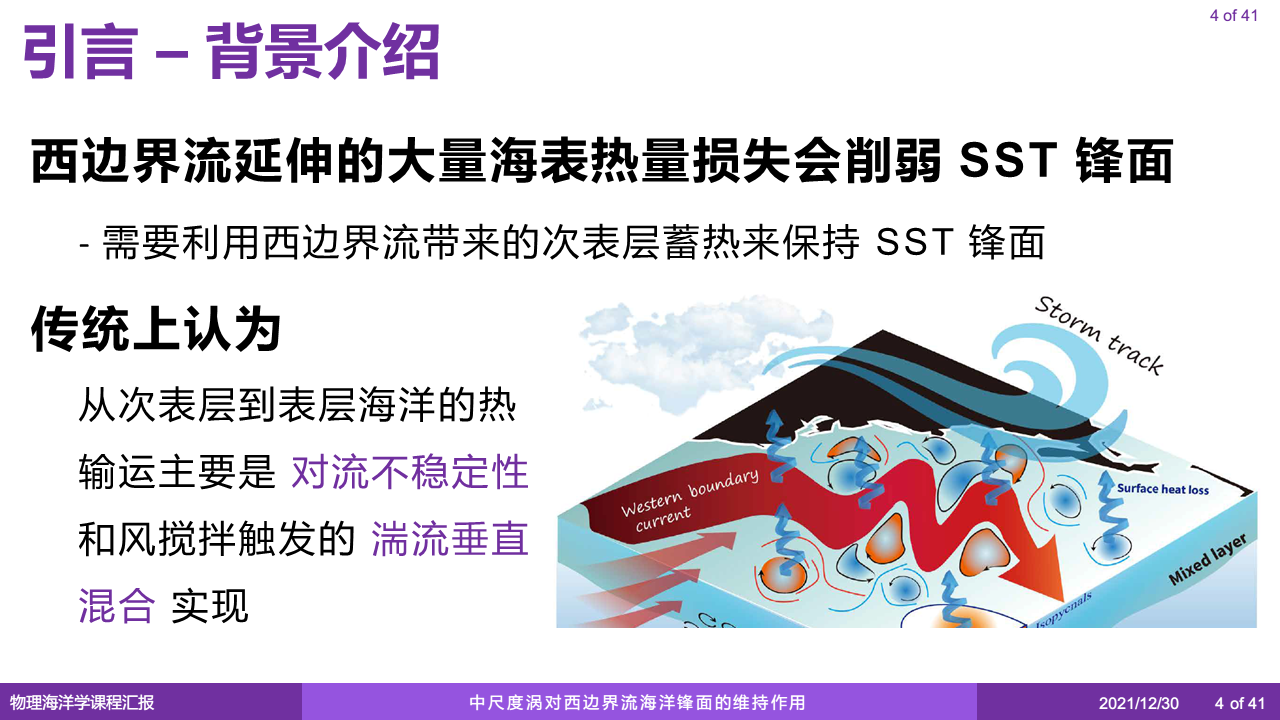 4 of 41
引言 – 背景介绍
西边界流延伸的大量海表热量损失会削弱 SST 锋面
- 需要利用西边界流带来的次表层蓄热来保持 SST 锋面
传统上认为
从次表层到表层海洋的热
输运主要是 对流不稳定性
和风搅拌触发的 湍流垂直
混合 实现
Storm track
Western boundary
current
Surface heat loss
Mixed layer
Isopycnals
物理海洋学课程汇报
中尺度涡对西边界流海洋锋面的维持作用
2021/12/30
4 of 41